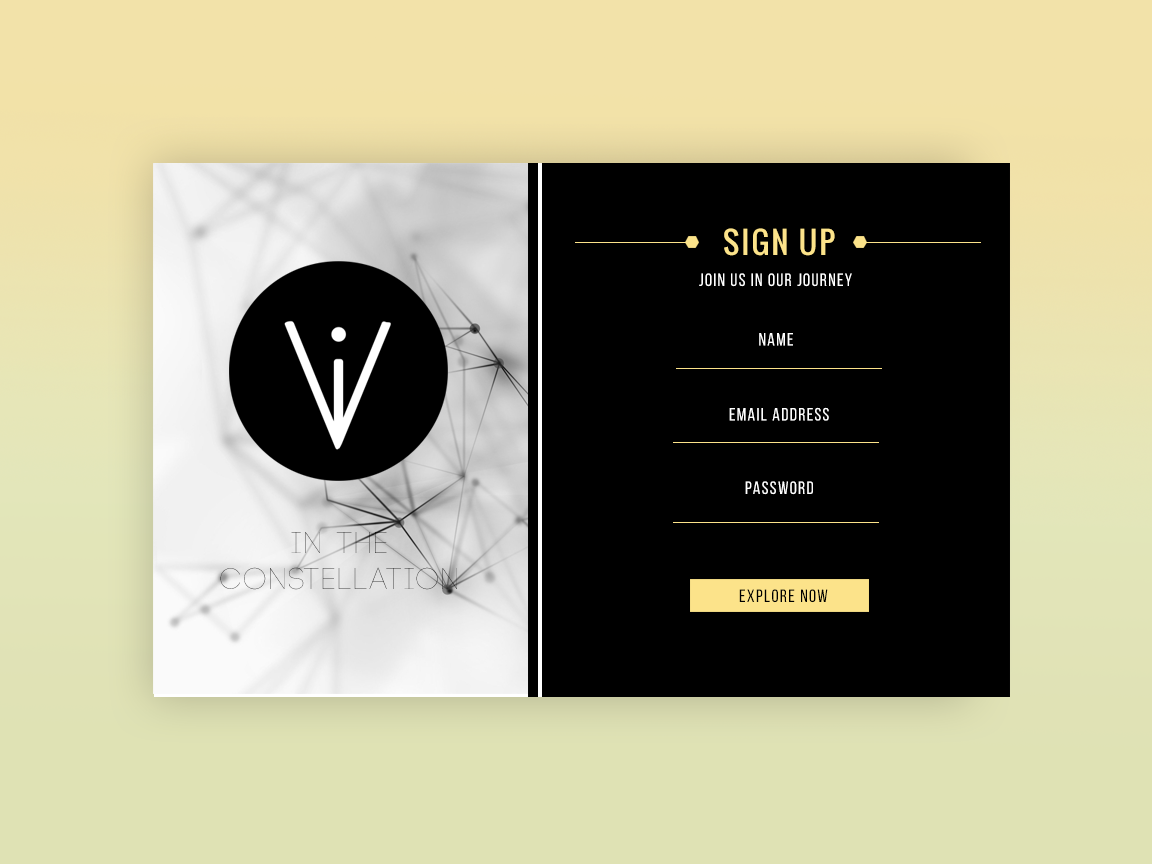 IN THE
CONSTELLATION
SIGN UP
JOIN US IN OUR JOURNEY
NAME
EMAIL ADDRESS
PASSWORD
EXPLORE NOW